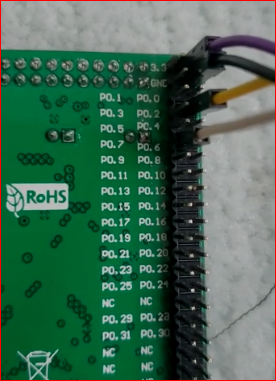 3.3
GND
P0.1 P0.0
P0.3 P0.2
P0.5 P0.4
P0.7 P0.6
P0.9 P0.8
P0.11 P0.10
P0.13 P0.12
P0.15 P0.14
P0.17 P0.16
P0.19 P0.18
P0.21 P0.20
P0.23 P0.22
P0.25 P0.24
NC NC
P0.29 P0.28
P0.31 P0.30
NC NC
NC NC
RoHS